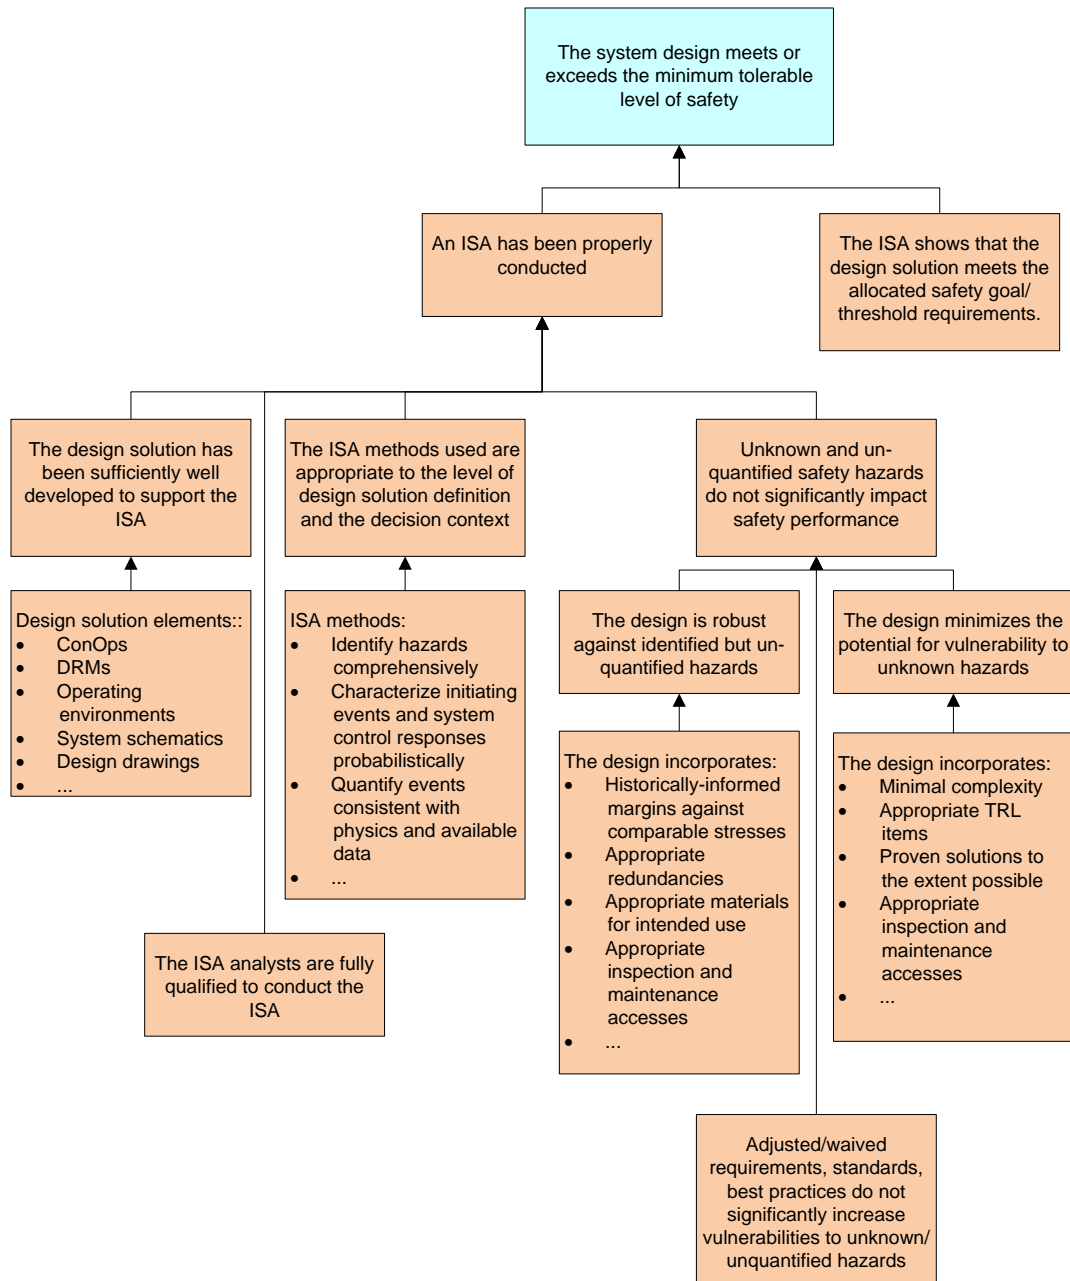 The system design meets or
exceeds the minimum tolerable
level of safety
An ISA has been properly
conducted
The ISA shows that the
design solution meets the
allocated safety goal/
threshold requirements.
The design solution has
been sufficiently well
developed to support the
ISA
The ISA methods used are
appropriate to the level of
design solution definition
and the decision context
Unknown and un-
quantified safety hazards
do not significantly impact
safety performance
Design solution elements::
• ConOps
• DRMs
• Operating
environments
• System schematics
• Design drawings
• ...
ISA methods:
• Identify hazards
comprehensively
• Characterize initiating
events and system
control responses
probabilistically
• Quantify events
consistent with
physics and available
data
• ...
The design is robust
against identified but un-
quantified hazards
The design minimizes the
potential for vulnerability to
unknown hazards
The design incorporates:
• Historically-informed
margins against
comparable stresses
• Appropriate
redundancies
• Appropriate materials
for intended use
• Appropriate
inspection and
maintenance
accesses
• ...
The design incorporates:
• Minimal complexity
• Appropriate TRL
items
• Proven solutions to
the extent possible
• Appropriate
inspection and
maintenance
accesses
• ...
The ISA analysts are fully
qualified to conduct the
ISA
Adjusted/waived
requirements, standards,
best practices do not
significantly increase
vulnerabilities to unknown/
unquantified hazards